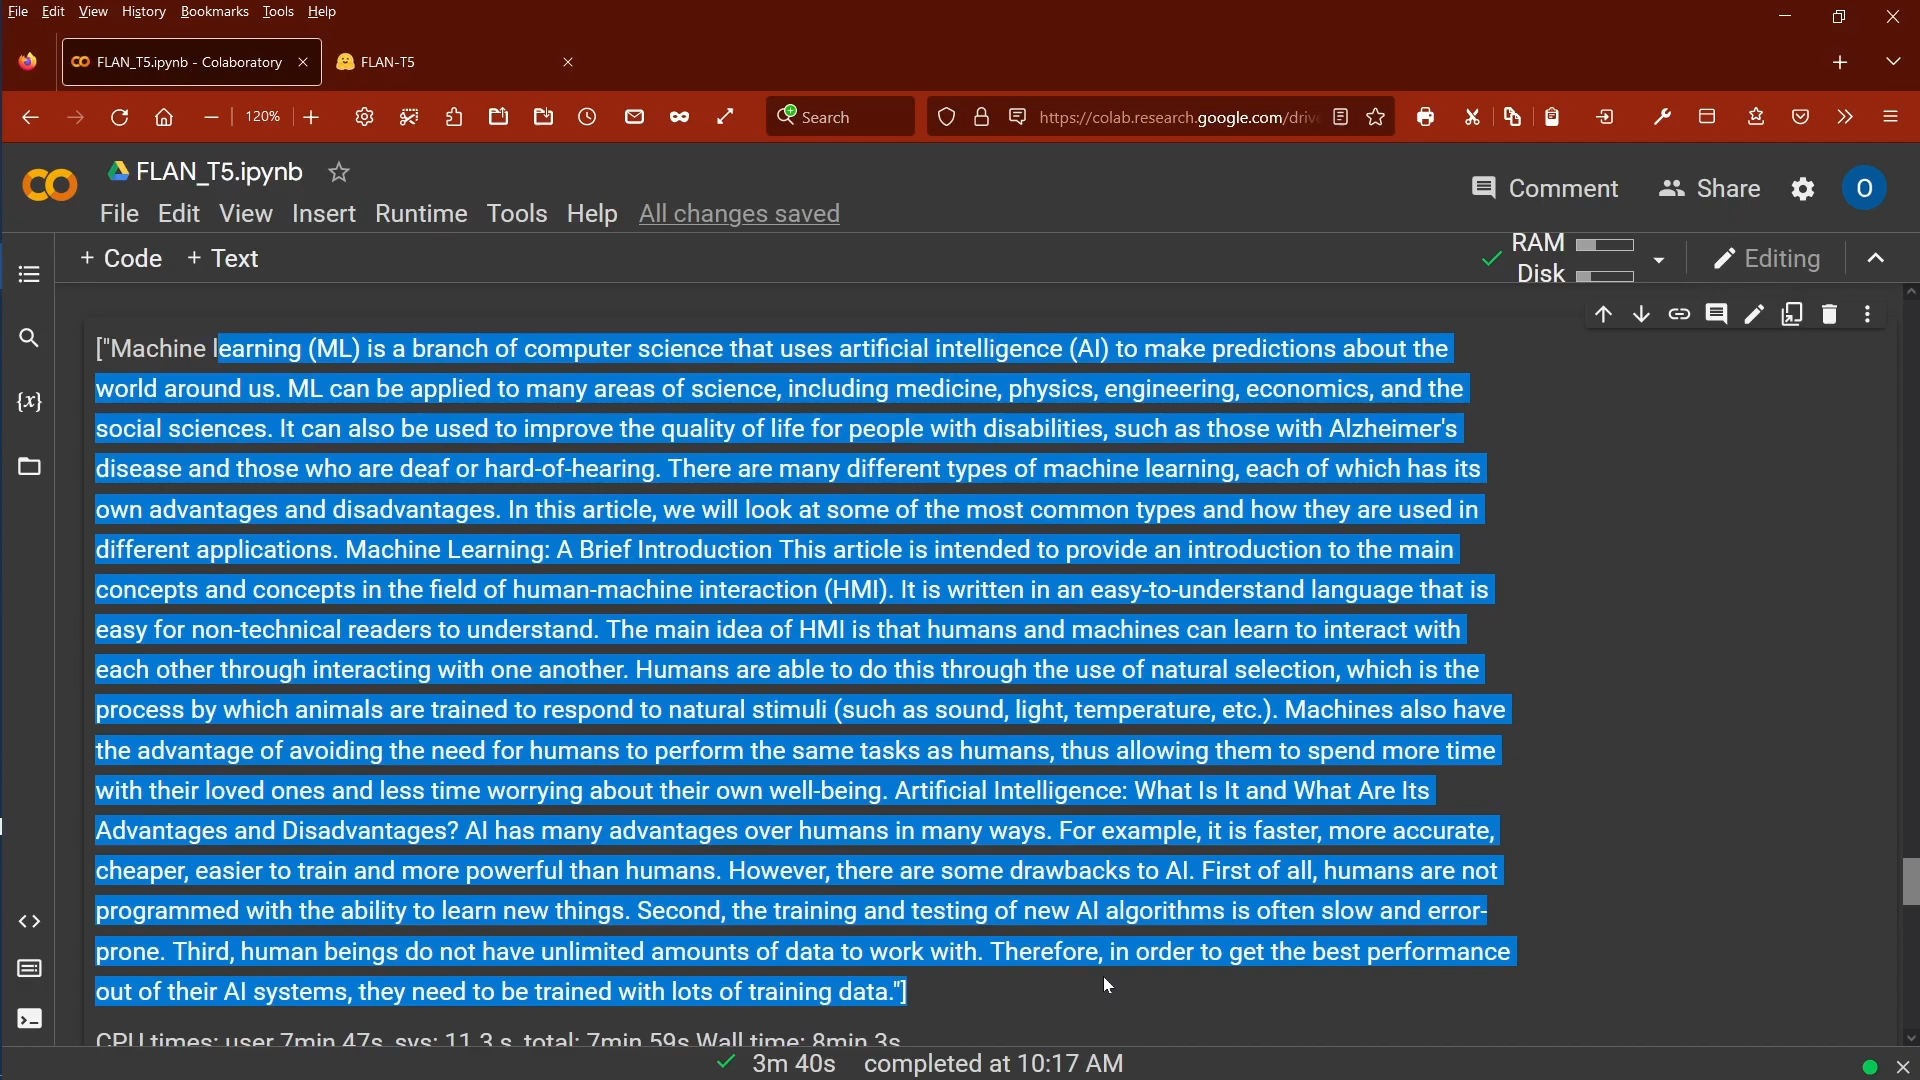 File Edit View History Bookmarks Tools Help
FLAN_T5.ipynb - Colaboratory
FLAN-T5
120%
Search
https://colab.research.google.com/driv
FLAN_T5.ipynb
Comment Share O
File Edit View Insert Runtime Tools Help All changes saved
+ Code + Text
RAM
Disk
Editing
["Machine learning (ML) is a branch of computer science that uses artificial intelligence (AI) to make predictions about the
world around us. ML can be applied to many areas of science, including medicine, physics, engineering, economics, and the
social sciences. It can also be used to improve the quality of life for people with disabilities, such as those with Alzheimer's
disease and those who are deaf or hard-of-hearing. There are many different types of machine learning, each of which has its
own advantages and disadvantages. In this article, we will look at some of the most common types and how they are used in
different applications. Machine Learning: A Brief Introduction This article is intended to provide an introduction to the main
concepts and concepts in the field of human-machine interaction (HMI). It is written in an easy-to-understand language that is
easy for non-technical readers to understand. The main idea of HMI is that humans and machines can learn to interact with
each other through interacting with one another. Humans are able to do this through the use of natural selection, which is the
process by which animals are trained to respond to natural stimuli (such as sound, light, temperature, etc.). Machines also have
the advantage of avoiding the need for humans to perform the same tasks as humans, thus allowing them to spend more time
with their loved ones and less time worrying about their own well-being. Artificial Intelligence: What Is It and What Are Its
Advantages and Disadvantages? AI has many advantages over humans in many ways. For example, it is faster, more accurate,
cheaper, easier to train and more powerful than humans. However, there are some drawbacks to AI. First of all, humans are not
programmed with the ability to learn new things. Second, the training and testing of new AI algorithms is often slow and error-
prone. Third, human beings do not have unlimited amounts of data to work with. Therefore, in order to get the best performance
out of their AI systems, they need to be trained with lots of training data."]
CPU times: user 7min 47s, sys: 11.3 s, total: 7min 59s Wall time: 8min 3s
3m 40s completed at 10:17 AM